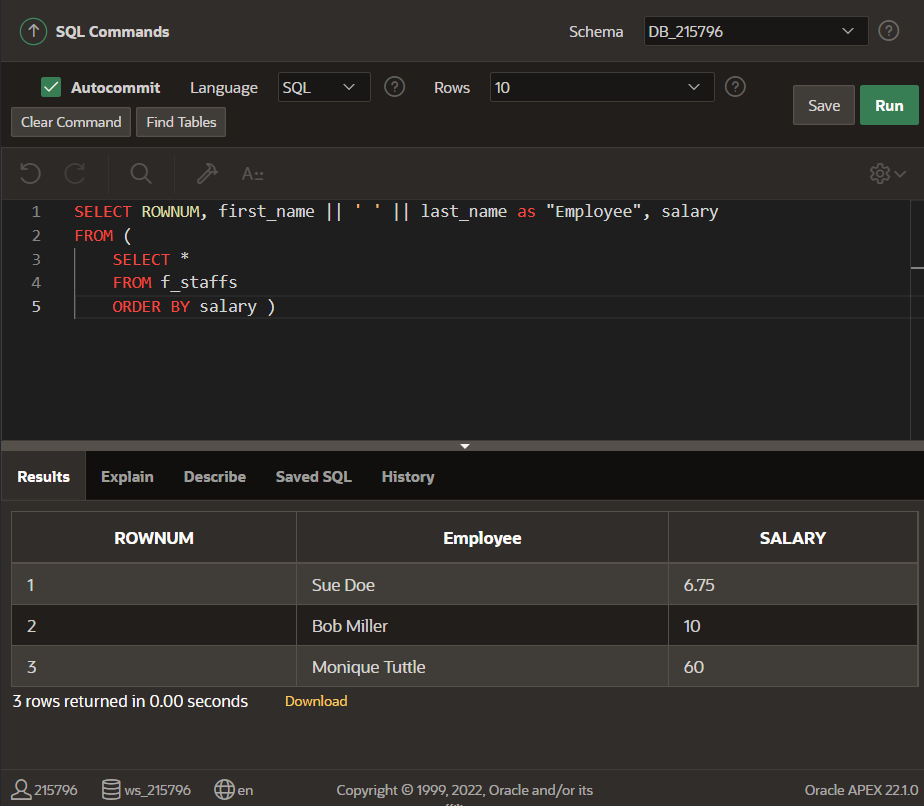 SQL Commands
Schema
DB_215796
Autocommit
Language
SQL
Rows
10
Save
Run
Clear Command
Find Tables
A::
1 SELECT ROWNUM, first_name || ' ' || last_name as "Employee", salary
2 FROM (
3 SELECT *
4 FROM f_staffs
5 ORDER BY salary )
Results
Explain
Describe
Saved SQL
History
ROWNUM Employee SALARY
1 Sue Doe 6.75
2 Bob Miller 10
3 Monique Tuttle 60
3 rows returned in 0.00 seconds
Download
215796
ws_215796
en
Copyright © 1999, 2022, Oracle and/or its
Oracle APEX 22.1.0